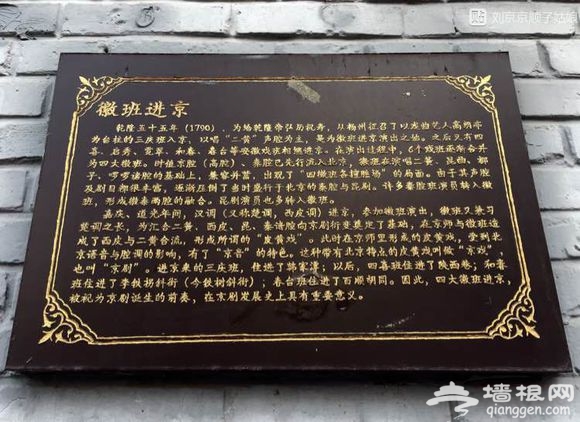 刘京京顺子姑娘
徽班进京
乾隆五十五年(1790),为给乾隆帝弘历祝寿,从扬州征召了以戏曲艺人高朗亭
为台柱的三庆班入京,以唱“二黄”声腔为主,是为徽班进京演出之始。之后又有四
喜、启秀、霓翠、和春、春台等安徽戏班相继进京。在演出过程中,6个戏班逐渐合并
为四大徽班。时值京腔(高腔)、秦腔已先行流入北京,徽班在演唱二簧、昆曲、梆
子、啰啰诸腔的基础上,兼容并蓄,出现了“四徽班各擅胜场”的局面。由于其声腔
及剧目都很丰富,逐渐压倒了当时盛行于北京的秦腔与昆剧。许多秦腔班演员转入徽
班,形成徽秦两腔的融合。昆剧演员也多转入徽班。
嘉庆、道光年间,汉调(又称楚调,西皮调)进京,参加徽班演出,徽班又兼习
楚调之长,为汇合二簧、西皮、昆、秦诸腔向京剧衍变奠定了基础,在京师与徽班造
成了西皮与二簧合流,形成所谓的“皮黄戏”。此时在京师里形成的皮黄戏,受到北
京语音与腔调的影响,有了“京音”的特色。这种带有北京特点的皮黄戏叫做“京戏”,
也叫“京剧”。进京来的三庆班,住进了韩家潭;以后,四喜班住进了陕西巷;和春
班住进了李铁拐斜街(今铁树斜街);春台班住进了百顺胡同。因此,四大徽班进京,
被视为京剧诞生的前奏,在京剧发展史上具有重要意义。
墙根网
qianggen.com